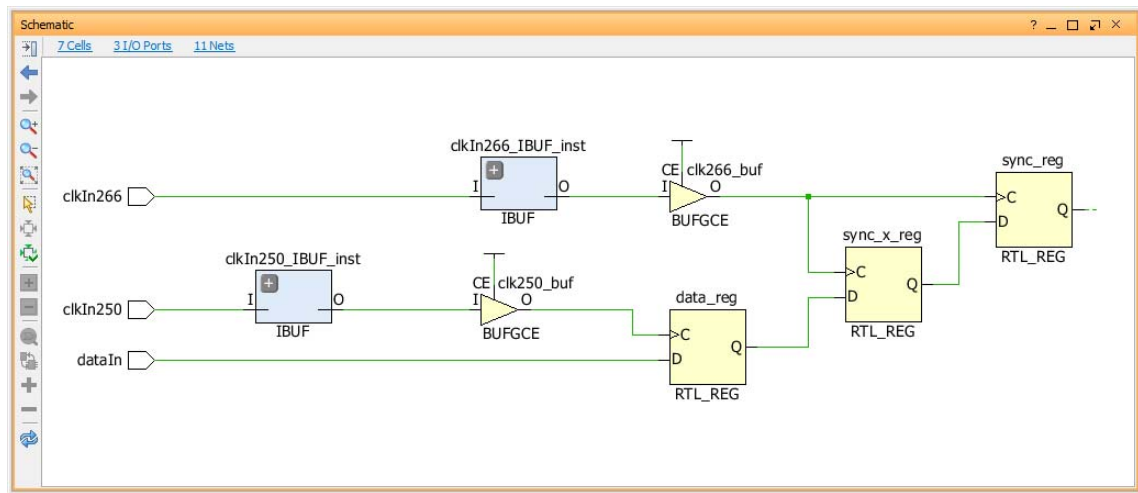 Schematic
? _ ×
7 Cells 3 I/O Ports 11 Nets
clkIn266_IBUF_inst
clkIn266
I
O
IBUF
CE clk266_buf
I
O
BUFGCE
sync_reg
C
D
Q
RTL_REG
sync_x_reg
C
D
Q
RTL_REG
clkIn250_IBUF_inst
clkIn250
I
O
IBUF
CE clk250_buf
I
O
BUFGCE
data_reg
C
D
Q
RTL_REG
dataIn